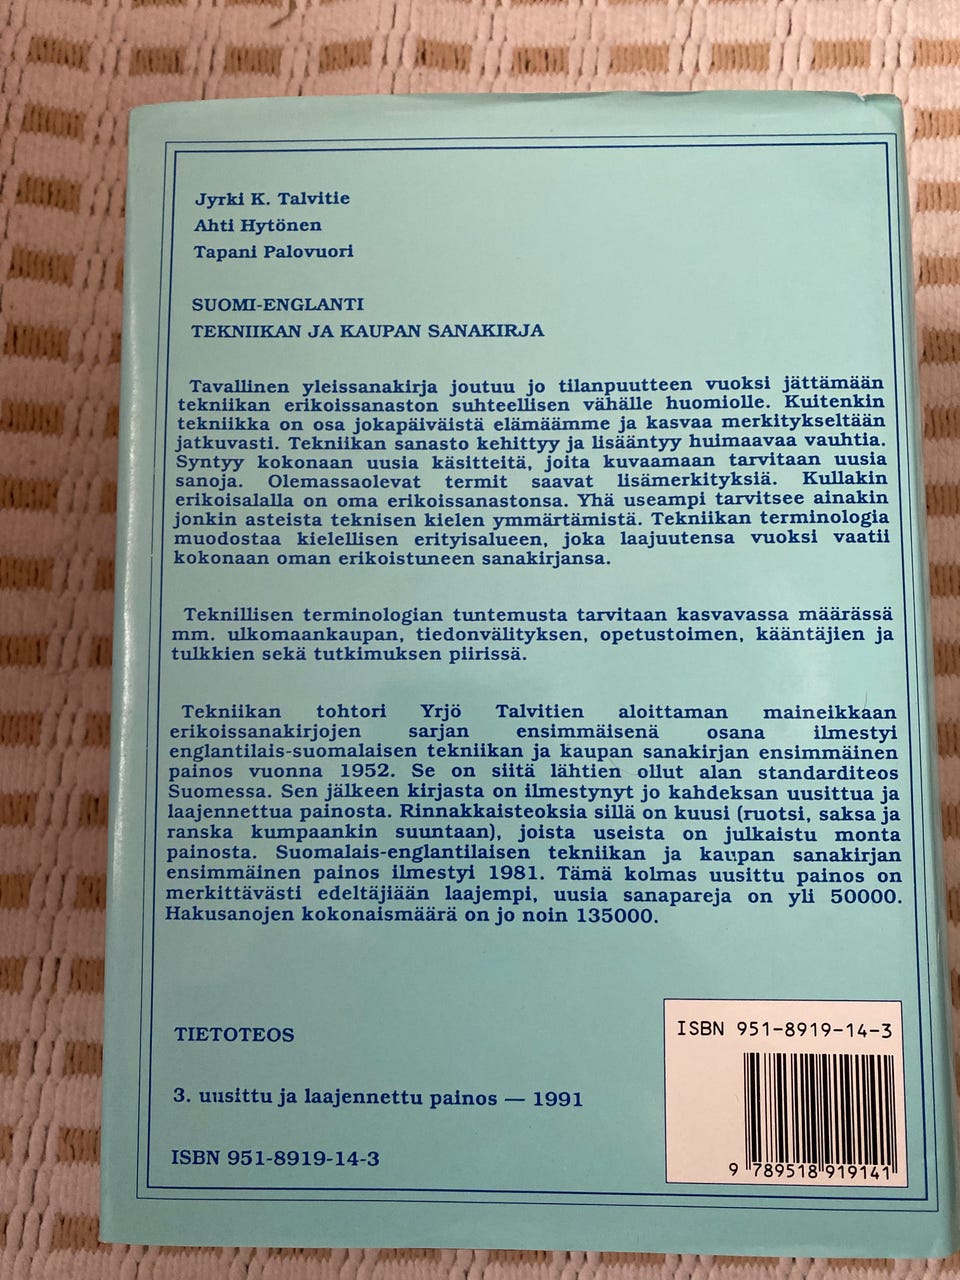 Jyrki K. Talvitie
Ahti Hytönen
Tapani Palovuori
SUOMI-ENGLANTI
TEKNIIKAN JA KAUPAN SANAKIRJA
Tavallinen yleissanakirja joutuu jo tilanpuutteen vuoksi jättämään
tekniikan erikoissanaston suhteellisen vähälle huomiolle. Kuitenkin
tekniikka on osa jokapäiväistä elämäämme ja kasvaa merkitykseltään
jatkuvasti. Tekniikan sanasto kehittyy ja lisääntyy huimaavaa vauhtia.
Syntyy kokonaan uusia käsitteitä, joita kuvaamaan tarvitaan uusia
sanoja. Olemassaolevat termit saavat lisämerkityksiä. Kullakin
erikoisalalla on oma erikoissanastonsa. Yhä useampi tarvitsee ainakin
jonkin asteista teknisen kielen ymmärtämistä. Tekniikan terminologia
muodostaa kielellisen erityisalueen, joka laajuutensa vuoksi vaatii
kokonaan oman erikoistuneen sanakirjansa.
Teknillisen terminologian tuntemusta tarvitaan kasvavassa määrässä
mm. ulkomaankaupan, tiedonvälityksen, opetustoimen, kääntäjien ja
tulkkien sekä tutkimuksen piirissä.
Tekniikan tohtori Yrjö Talvitien aloittaman maineikkaan
erikoissanakirjojen sarjan ensimmäisenä osana ilmestyi
englantilais-suomalaisen tekniikan ja kaupan sanakirjan ensimmäinen
painos vuonna 1952. Se on siitä lähtien ollut alan standarditeos
Suomessa. Sen jälkeen kirjasta on ilmestynyt jo kahdeksan uusittua ja
laajennettua painosta. Rinnakkaisteoksia sillä on kuusi (ruotsi, saksa ja
ranska kumpaankin suuntaan), joista useista on julkaistu monta
painosta. Suomalais-englantilaisen tekniikan ja kaupan sanakirjan
ensimmäinen painos ilmestyi 1981. Tämä kolmas uusittu painos on
merkittävästi edeltäjiään laajempi, uusia sanapareja on yli 50000.
Hakusanojen kokonaismäärä on jo noin 135000.
TIETOTEOS
3. uusittu ja laajennettu painos — 1991
ISBN 951-8919-14-3
ISBN 951-8919-14-3
9 789518 919141